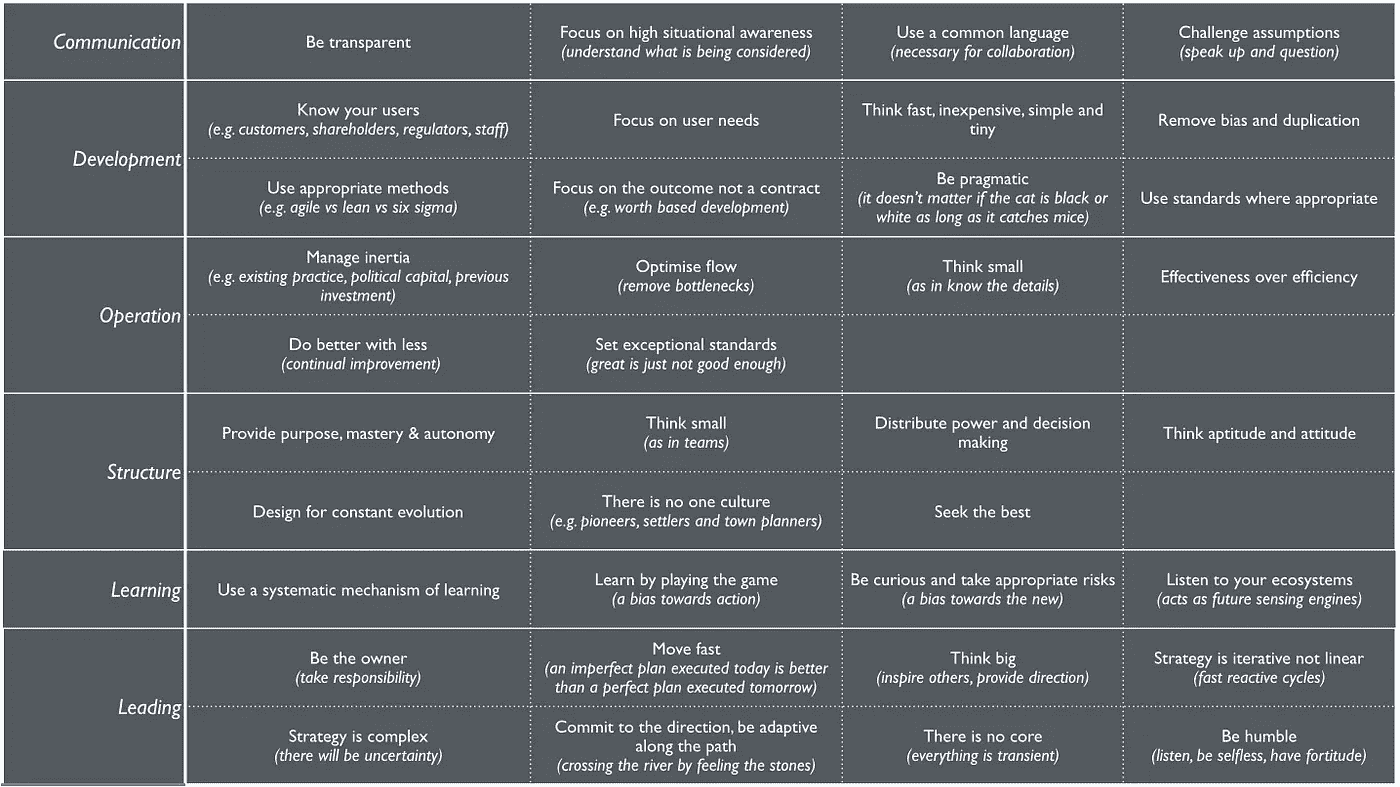 Communication
Be transparent
Focus on high situational awareness
(understand what is being considered)
Use a common language
(necessary for collaboration)
Challenge assumptions
(speak up and question)
Development
Know your users
(e.g. customers, shareholders, regulators, staff)
Focus on user needs
Think fast, inexpensive, simple and
tiny
Remove bias and duplication
Use appropriate methods
(e.g. agile vs lean vs six sigma)
Focus on the outcome not a contract
(e.g. worth based development)
Be pragmatic
(it doesn't matter if the cat is black or
white as long as it catches mice)
Use standards where appropriate
Operation
Manage inertia
(e.g. existing practice, political capital, previous
investment)
Optimise flow
(remove bottlenecks)
Think small
(as in know the details)
Effectiveness over efficiency
Do better with less
(continual improvement)
Set exceptional standards
(great is just not good enough)
Structure
Provide purpose, mastery & autonomy
Think small
(as in teams)
Distribute power and decision
making
Think aptitude and attitude
Design for constant evolution
There is no one culture
(e.g. pioneers, settlers and town planners)
Seek the best
Learning
Use a systematic mechanism of learning
Learn by playing the game
(a bias towards action)
Be curious and take appropriate risks
(a bias towards the new)
Listen to your ecosystems
(acts as future sensing engines)
Leading
Be the owner
(take responsibility)
Move fast
(an imperfect plan executed today is better
than a perfect plan executed tomorrow)
Think big
(inspire others, provide direction)
Strategy is iterative not linear
(fast reactive cycles)
Strategy is complex
(there will be uncertainty)
Commit to the direction, be adaptive
along the path
(crossing the river by feeling the stones)
There is no core
(everything is transient)
Be humble
(listen, be selfless, have fortitude)